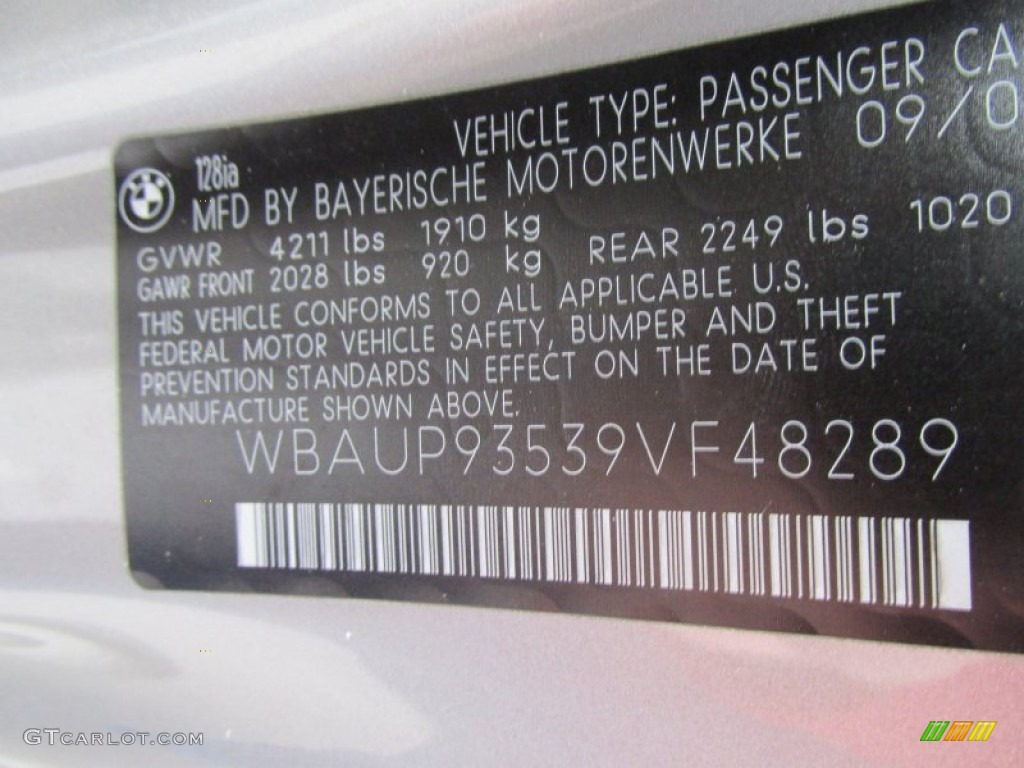 VEHICLE TYPE: PASSENGER CA
128ia
MFD BY BAYERISCHE MOTORENWERKE 09/0
GVWR 4211 lbs 1910 kg
GAWR FRONT 2028 lbs 920 kg REAR 2249 lbs 1020
THIS VEHICLE CONFORMS TO ALL APPLICABLE U.S.
FEDERAL MOTOR VEHICLE SAFETY, BUMPER AND THEFT
PREVENTION STANDARDS IN EFFECT ON THE DATE OF
MANUFACTURE SHOWN ABOVE.
WBAUP93539VF48289
GTCARLOT.COM